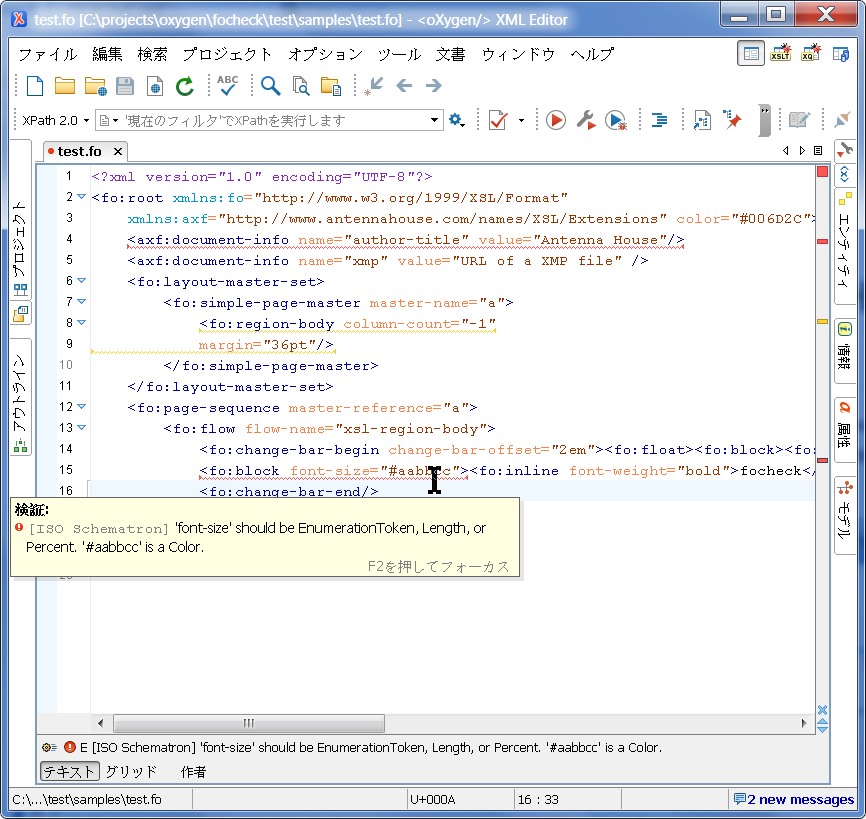 test.fo [C:\projects\oxygen\focheck\test\samples\test.fo] - <oXygen/> XML Editor
ファイル 編集 検索 プロジェクト オプション ツール 文書 ウィンドウ ヘルプ
XSLT
XQ
ABC
XPath 2.0
'現在のフィルタ'でXPathを実行します
test.fo
1 <?xml version="1.0" encoding="UTF-8"?>
2 <fo:root xmlns:fo="http://www.w3.org/1999/XSL/Format"
3 xmlns:axf="http://www.antennahouse.com/names/XSL/Extensions" color="#006D2C">
4 <axf:document-info name="author-title" value="Antenna House"/>
5 <axf:document-info name="xmp" value="URL of a XMP file" />
6 <fo:layout-master-set>
7 <fo:simple-page-master master-name="a">
8 <fo:region-body column-count="-1"
9 margin="36pt"/>
10 </fo:simple-page-master>
11 </fo:layout-master-set>
12 <fo:page-sequence master-reference="a">
13 <fo:flow flow-name="xsl-region-body">
14 <fo:change-bar-begin change-bar-offset="2em"><fo:float><fo:block><fo:
15 <fo:block font-size="#aabbcc"><fo:inline font-weight="bold">focheck</
16 <fo:change-bar-end/>
検証:
[ISO Schematron] 'font-size' should be EnumerationToken, Length, or
Percent. '#aabbcc' is a Color.
F2を押してフォーカス
プロジェクト
アウトライン
エンティティ
情報
属性
モデル
E [ISO Schematron] 'font-size' should be EnumerationToken, Length, or Percent. '#aabbcc' is a Color.
テキスト グリッド 作者
C:\...\test\samples\test.fo U+000A 16 : 33 2 new messages